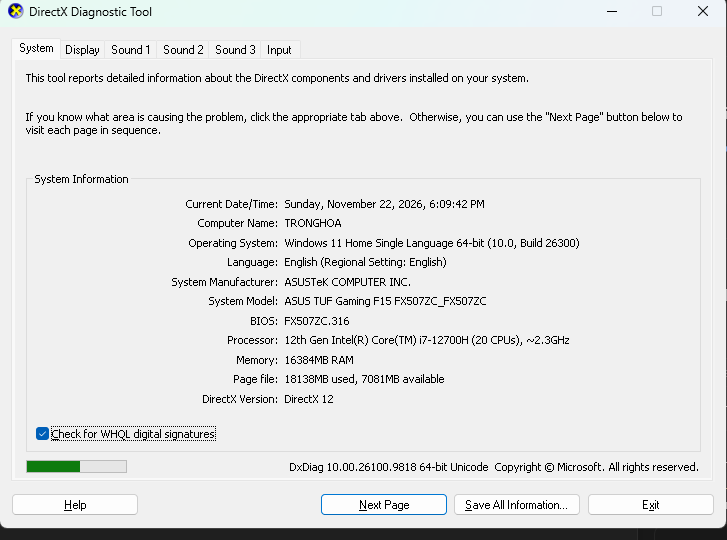 DirectX Diagnostic Tool
System Display Sound 1 Sound 2 Sound 3 Input
This tool reports detailed information about the DirectX components and drivers installed on your system.
If you know what area is causing the problem, click the appropriate tab above.  Otherwise, you can use the "Next Page" button below to
visit each page in sequence.
System Information
Current Date/Time: Sunday, November 22, 2026, 6:09:42 PM
Computer Name: TRONGHOA
Operating System: Windows 11 Home Single Language 64-bit (10.0, Build 26300)
Language: English (Regional Setting: English)
System Manufacturer: ASUSTeK COMPUTER INC.
System Model: ASUS TUF Gaming F15 FX507ZC_FX507ZC
BIOS: FX507ZC.316
Processor: 12th Gen Intel(R) Core(TM) i7-12700H (20 CPUs), ~2.3GHz
Memory: 16384MB RAM
Page file: 18138MB used, 7081MB available
DirectX Version: DirectX 12
Check for WHQL digital signatures
DxDiag 10.00.26100.9818 64-bit Unicode  Copyright © Microsoft. All rights reserved.
Help Next Page Save All Information... Exit